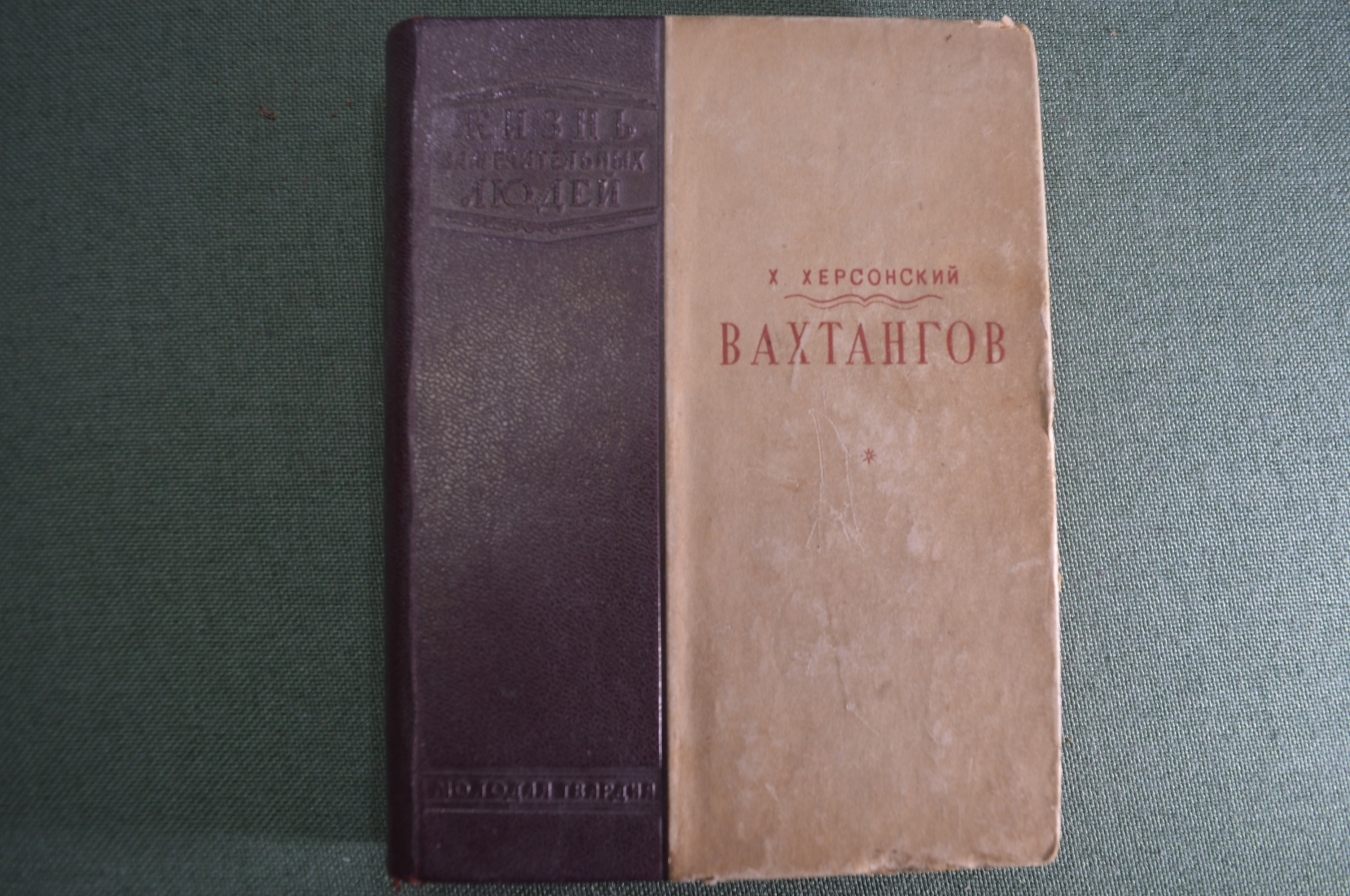 ЖИЗНЬ
ЗАМЕЧАТЕЛЬНЫХ
ЛЮДЕЙ
Х. ХЕРСОНСКИЙ
ВАХТАНГОВ
*
МОЛОДАЯ ГВАРДИЯ